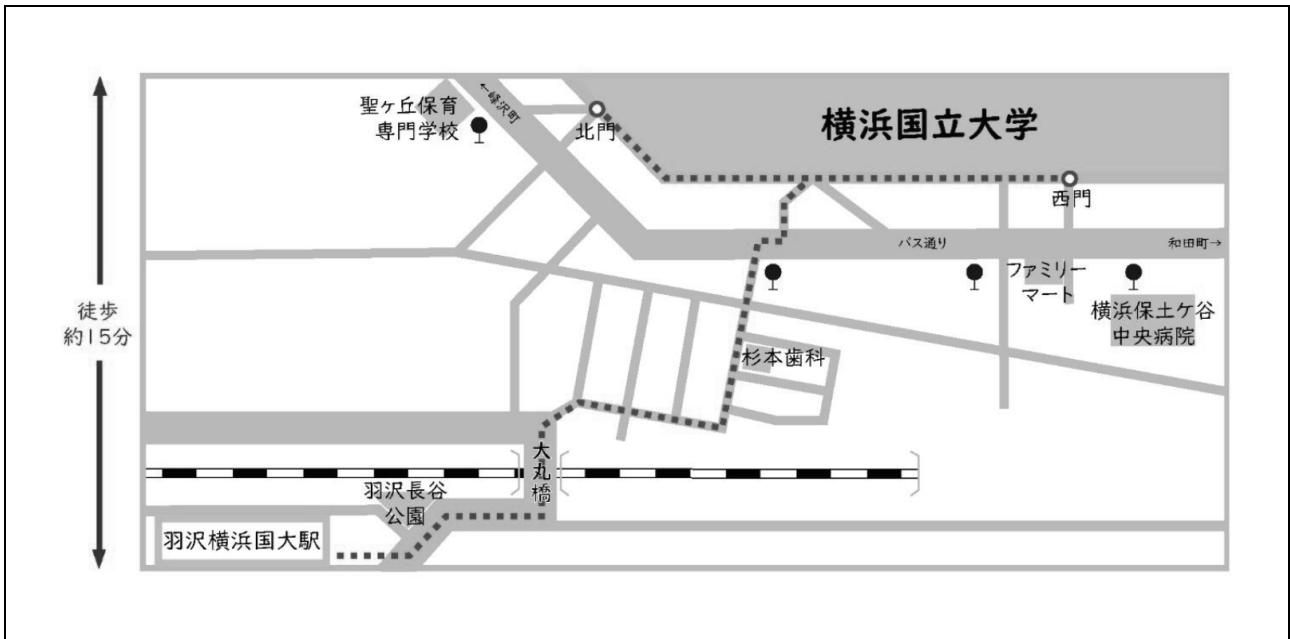 聖ヶ丘保育
専門学校
←峰沢町
北門
横浜国立大学
西門
バス通り
和田町→
ファミリー
マート
横浜保土ケ谷
中央病院
徒歩
約15分
杉本歯科
大丸橋
羽沢長谷
公園
羽沢横浜国大駅